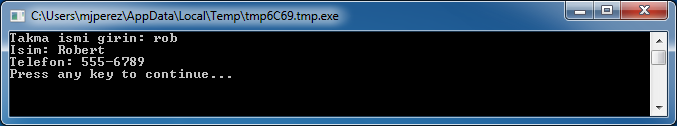 C:\Users\mjperez\AppData\Local\Temp\tmp6C69.tmp.exe
Takma ismi girin: rob
Isim: Robert
Telefon: 555-6789
Press any key to continue...